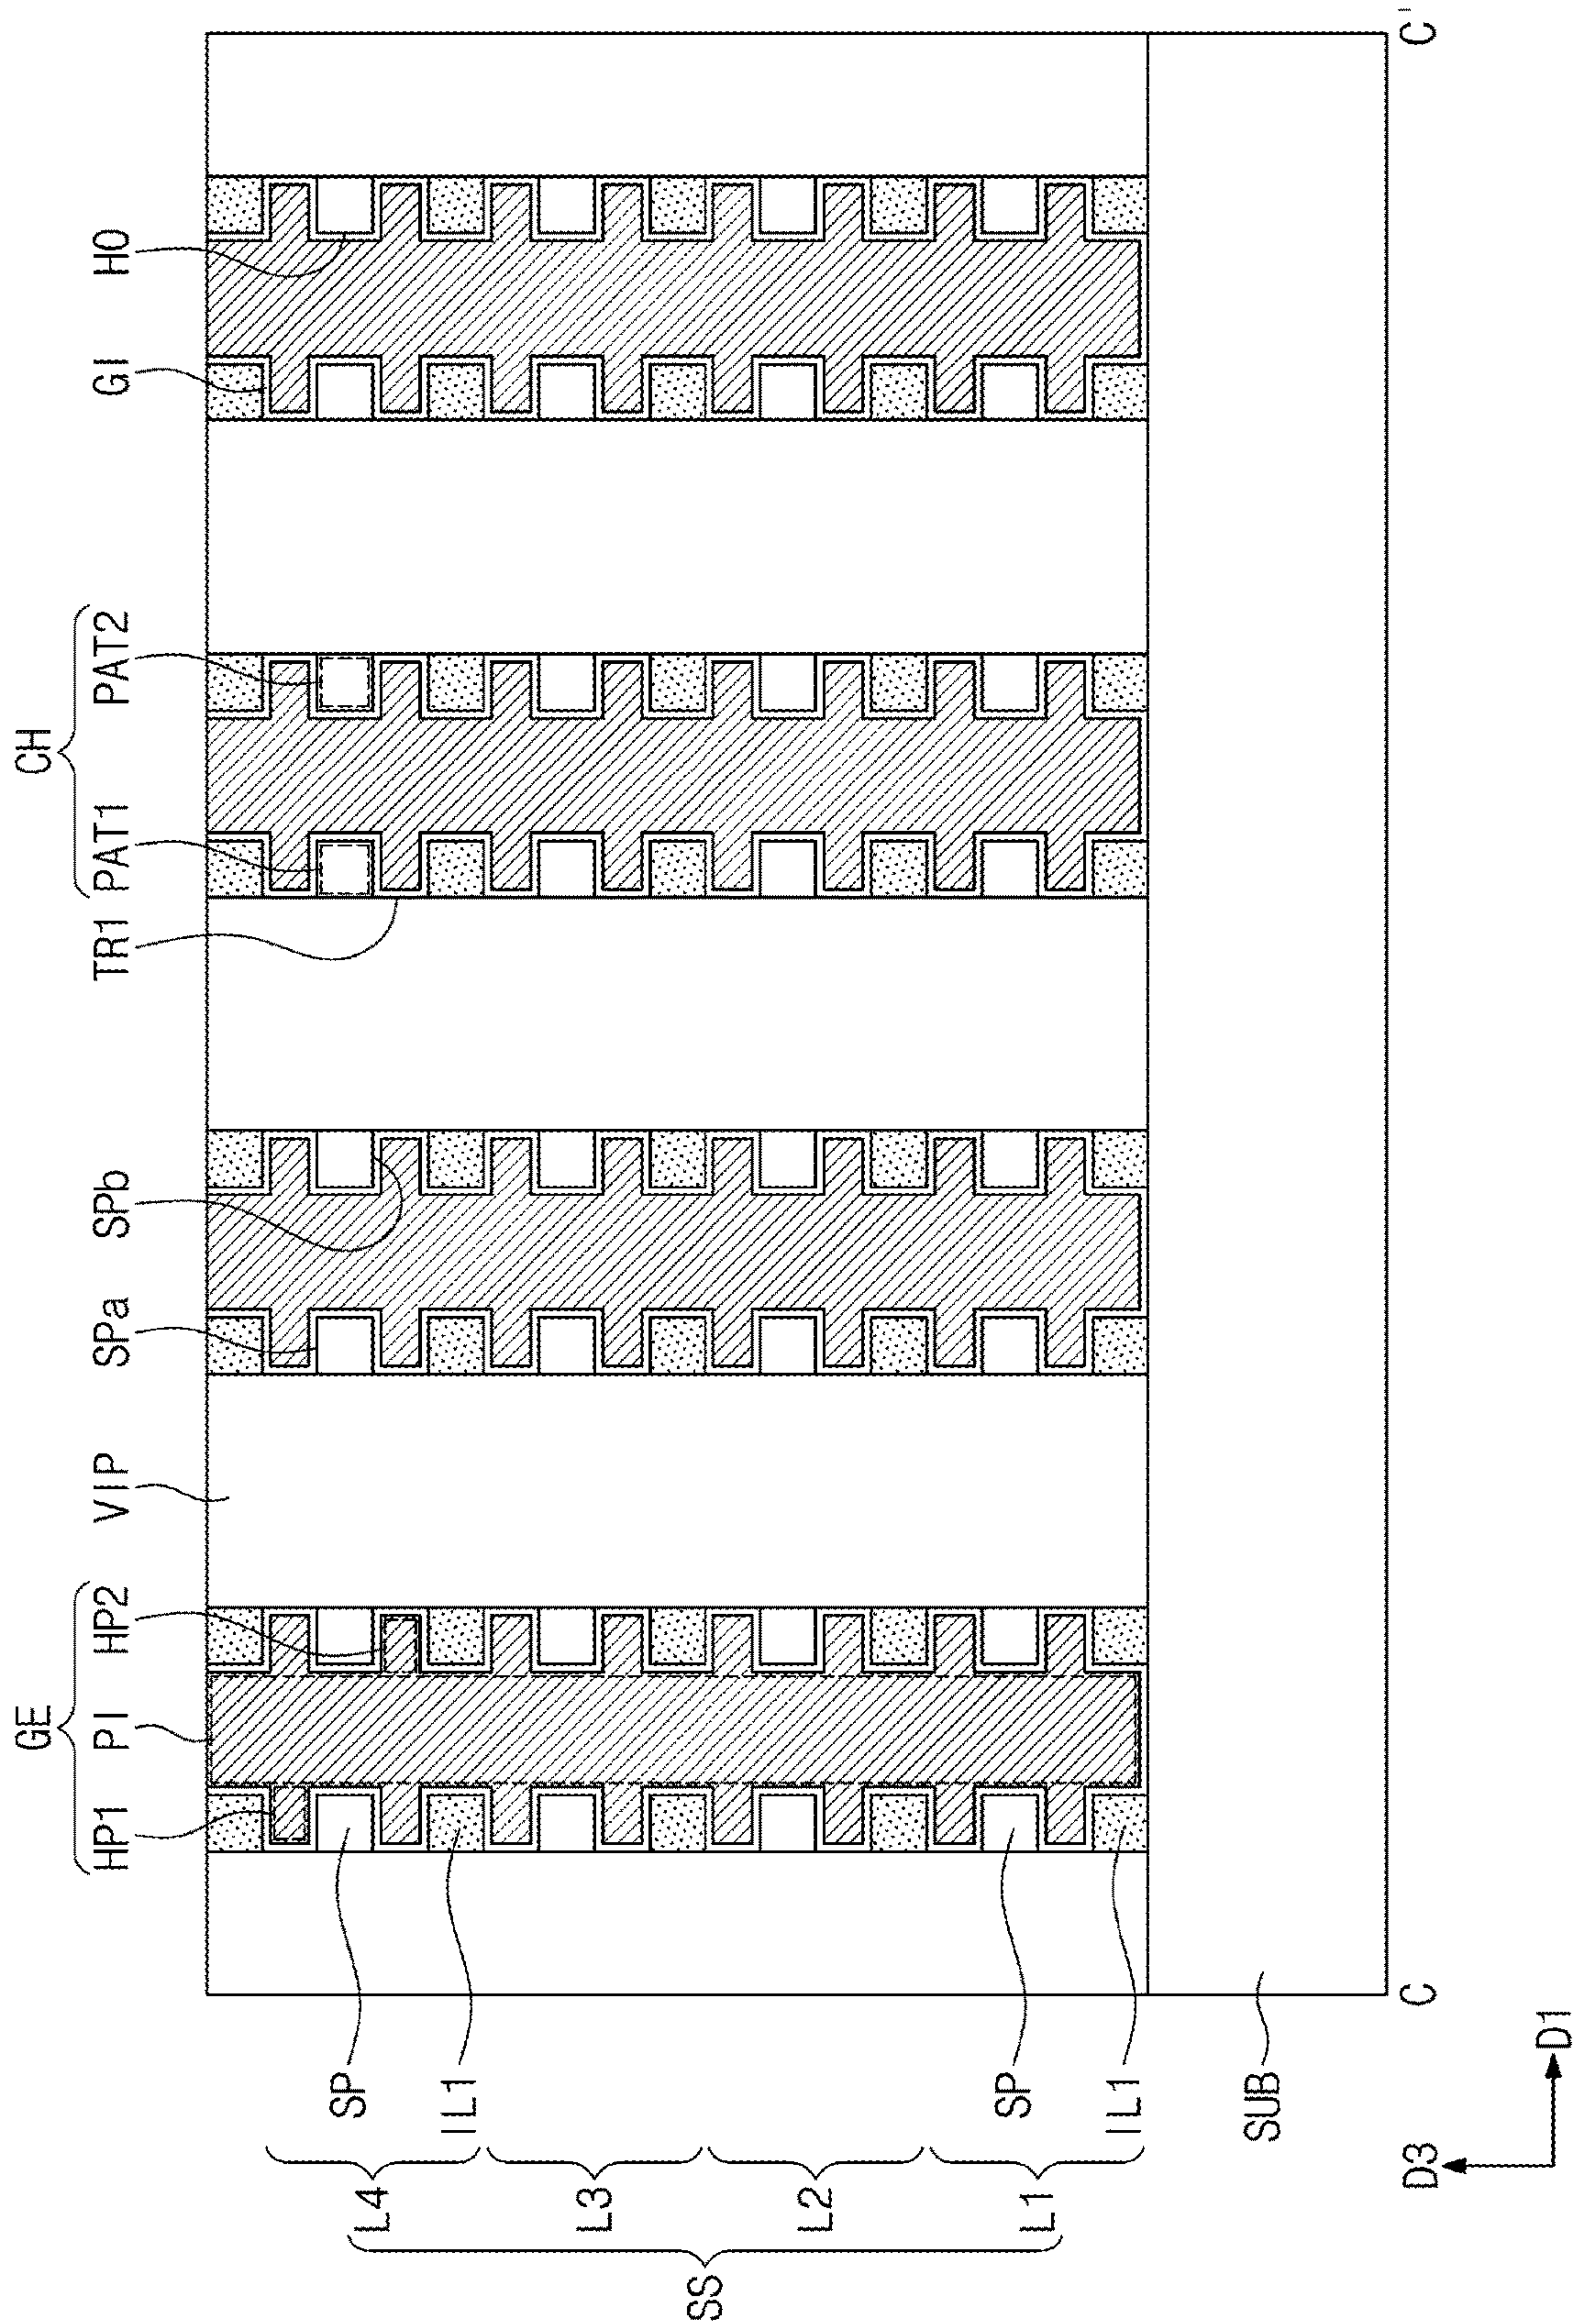 GE
CH
HP1 PI HP2 VIP SPa SPb TR1 PAT1 PAT2 GI HO
SS
L4
SP
IL1
L3
L2
L1
SP
IL1
SUB
C C'
D3
D1